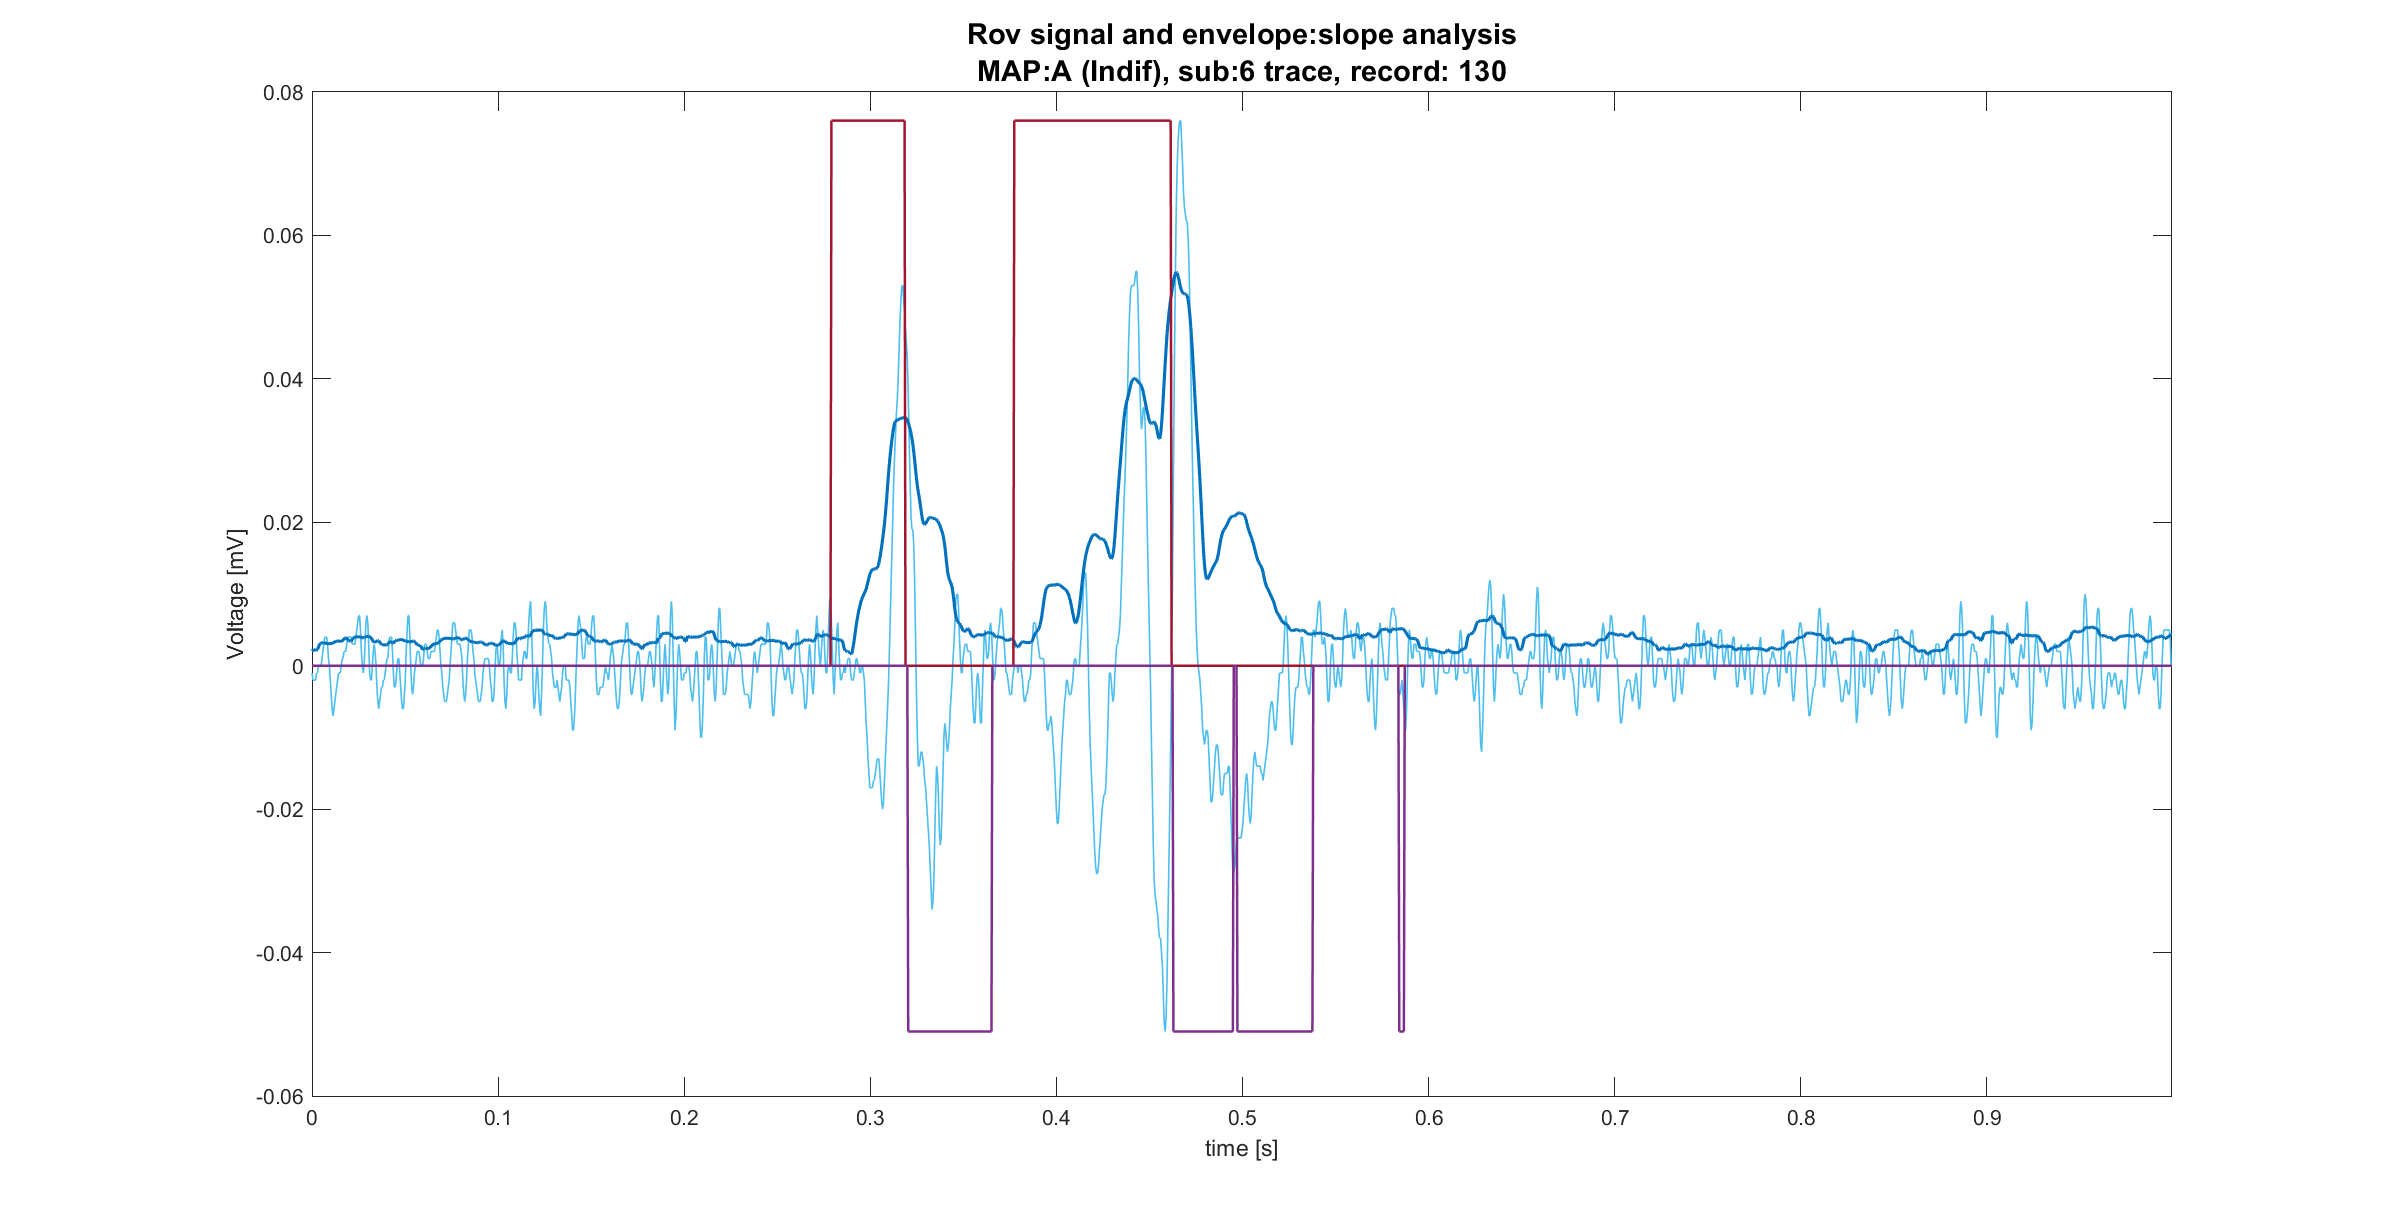 Rov signal and envelope:slope analysis
MAP:A (Indif), sub:6 trace, record: 130
0.08
0.06
0.04
0.02
0
-0.02
-0.04
-0.06
Voltage [mV]
0 0.1 0.2 0.3 0.4 0.5 0.6 0.7 0.8 0.9
time [s]